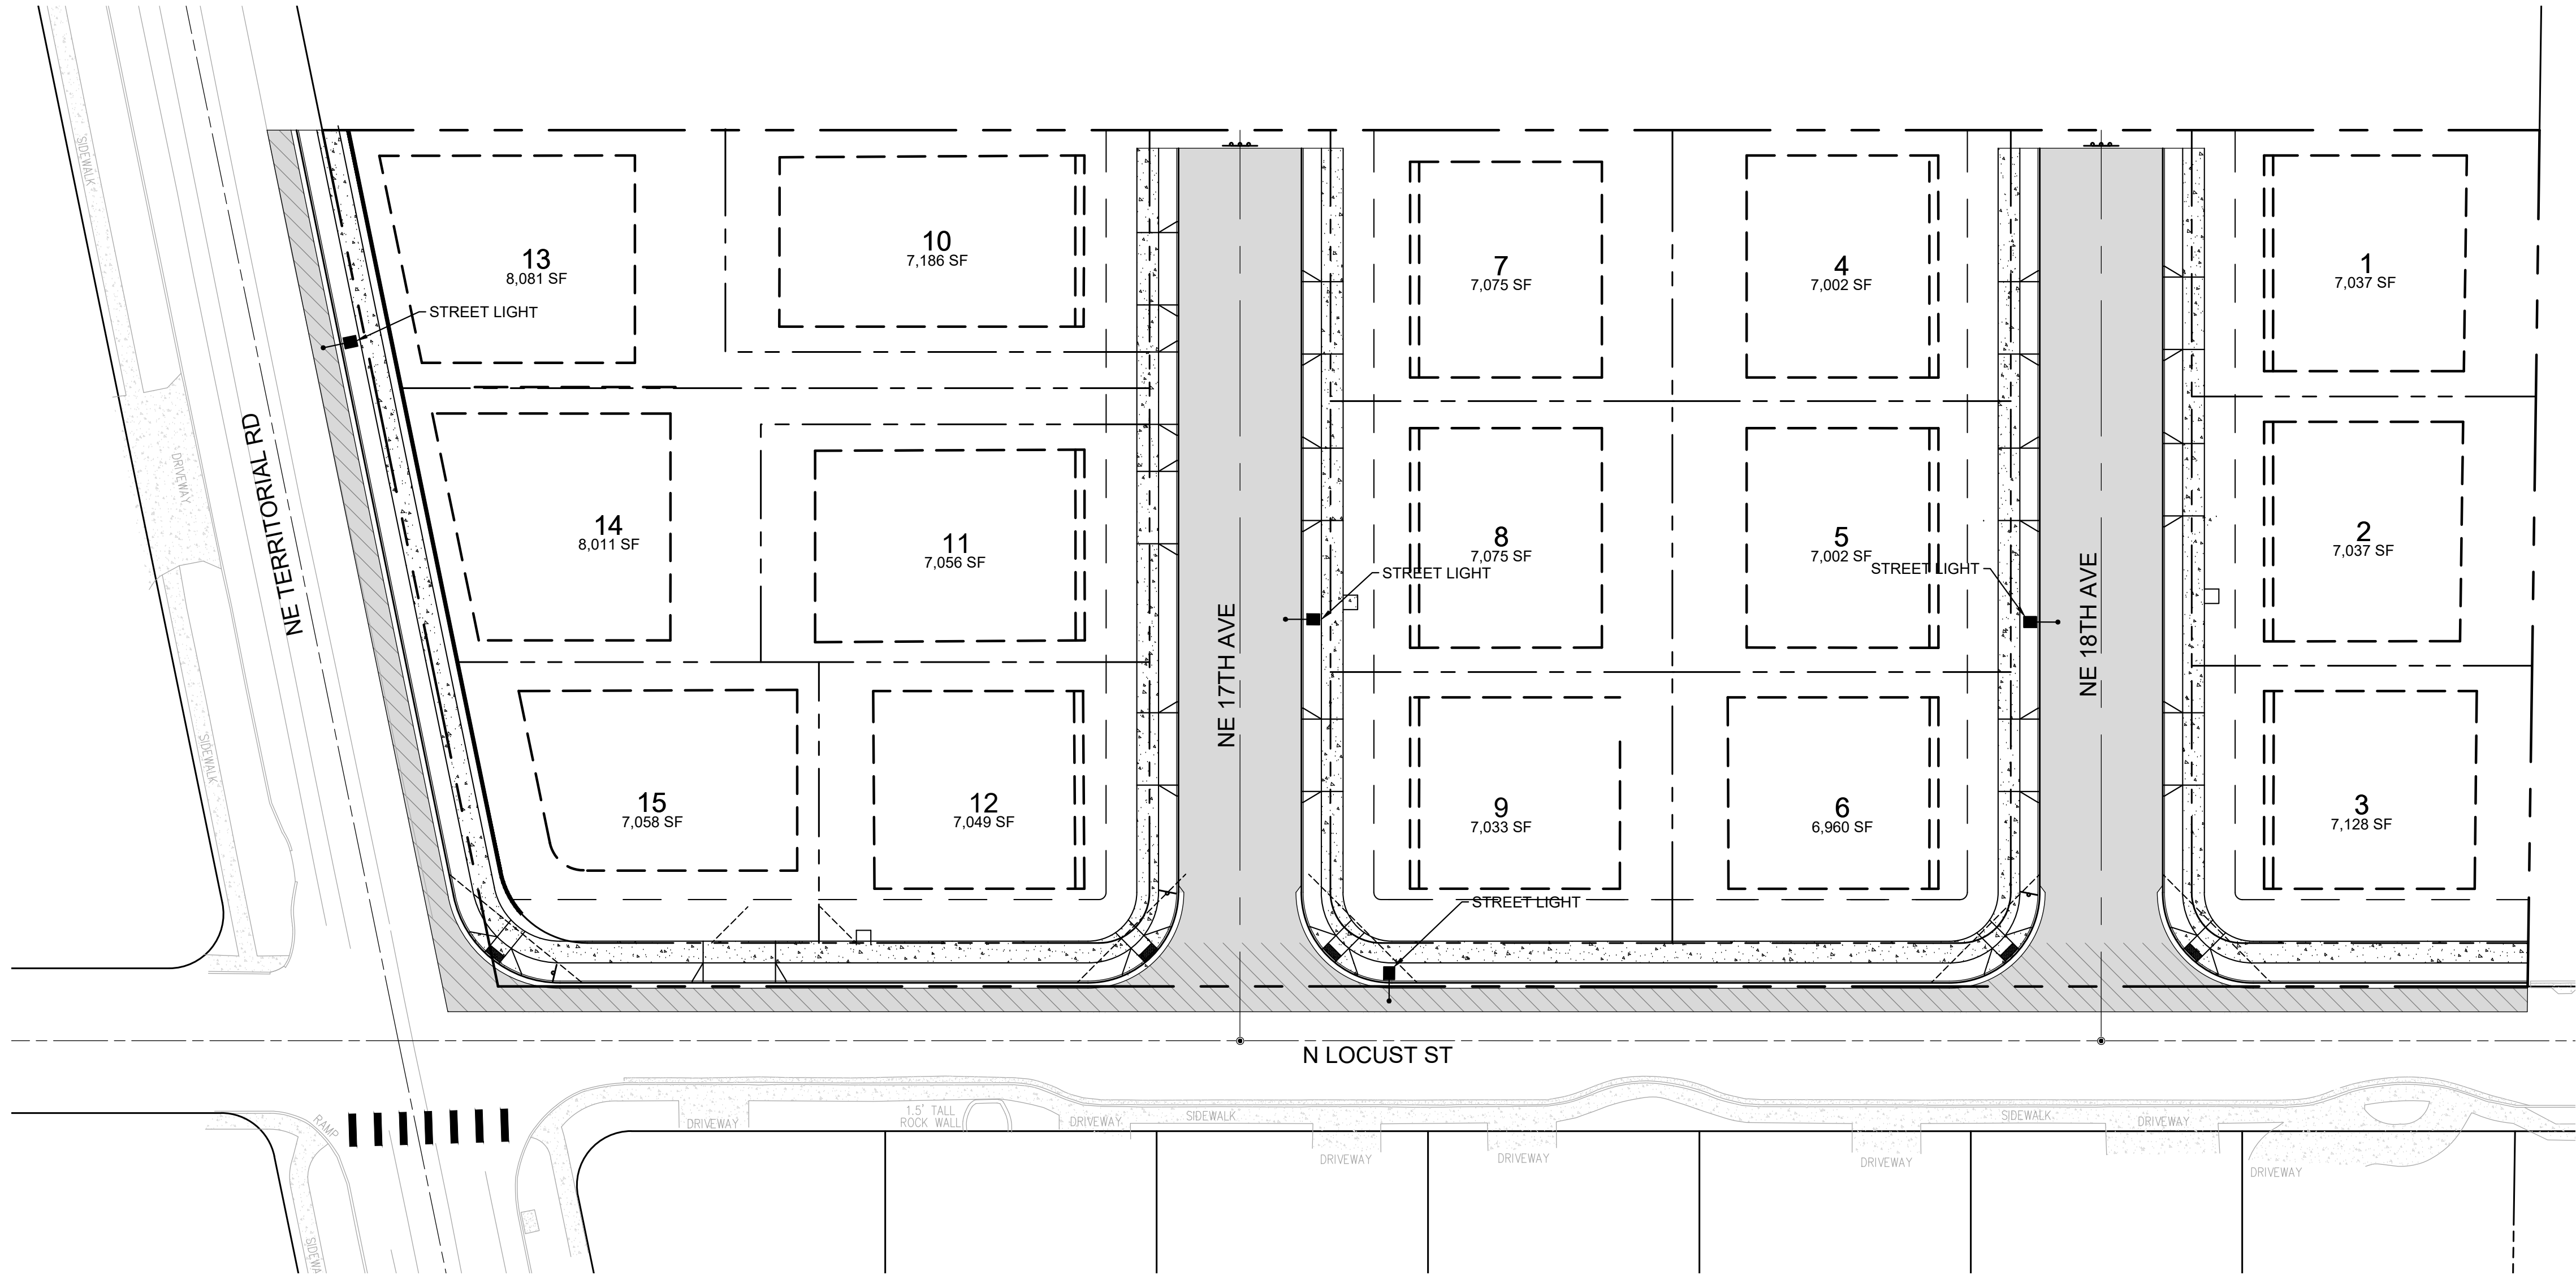 SIDEWALK
13
8,081 SF
10
7,186 SF
7
7,075 SF
4
7,002 SF
1
7,037 SF
STREET LIGHT
DRIVEWAY
NE TERRITORIAL RD
14
8,011 SF
11
7,056 SF
8
7,075 SF
STREET LIGHT
5
7,002 SF
STREET LIGHT
2
7,037 SF
NE 17TH AVE
NE 18TH AVE
SIDEWALK
15
7,058 SF
12
7,049 SF
9
7,033 SF
6
6,960 SF
3
7,128 SF
STREET LIGHT
N LOCUST ST
RAMP
DRIVEWAY
1.5' TALL
ROCK WALL
DRIVEWAY
SIDEWALK
DRIVEWAY
DRIVEWAY
DRIVEWAY
SIDEWALK
DRIVEWAY
DRIVEWAY
SIDEWA